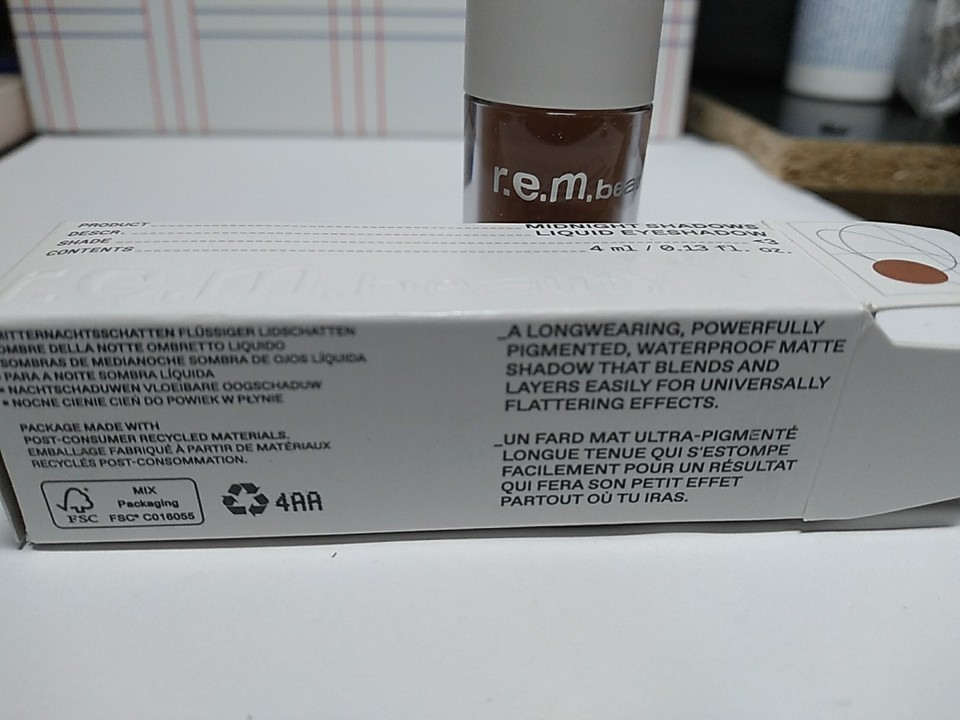 r.e.m. bea
PRODUCT
DESCR. MIDNIGHT SHADOWS
LIQUID EYESHADOW
SHADE <3
CONTENTS 4 ml / 0.13 fl. oz.
r.e.m.
ITTERNACHTSSCHATTEN FLÜSSIGER LIDSCHATTEN
OMBRE DELLA NOTTE OMBRETTO LIQUIDO
SOMBRAS DE MEDIANOCHE SOMBRA DE OJOS LÍQUIDA
PARA A NOITE SOMBRA LÍQUIDA
• NACHTSCHADUWEN VLOEIBARE OOGSCHADUW
• NOCNE CIENIE CIEŃ DO POWIEK W PŁYNIE
PACKAGE MADE WITH
POST-CONSUMER RECYCLED MATERIALS.
EMBALLAGE FABRIQUÉ À PARTIR DE MATÉRIAUX
RECYCLÉS POST-CONSOMMATION.
FSC
MIX
Packaging
FSC® C016055
4AA
_A LONGWEARING, POWERFULLY
PIGMENTED, WATERPROOF MATTE
SHADOW THAT BLENDS AND
LAYERS EASILY FOR UNIVERSALLY
FLATTERING EFFECTS.
_UN FARD MAT ULTRA-PIGMENTÉ
LONGUE TENUE QUI S'ESTOMPE
FACILEMENT POUR UN RÉSULTAT
QUI FERA SON PETIT EFFET
PARTOUT OÙ TU IRAS.